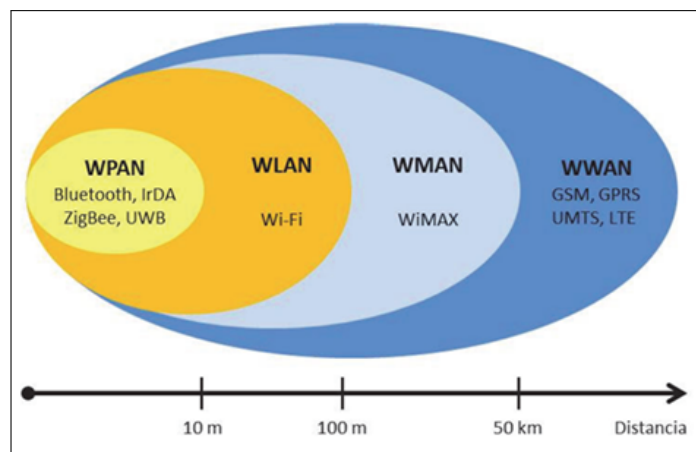 WPAN
Bluetooth, IrDA
ZigBee, UWB
WLAN
Wi-Fi
WMAN
WiMAX
WWAN
GSM, GPRS
UMTS, LTE
10 m
100 m
50 km
Distancia